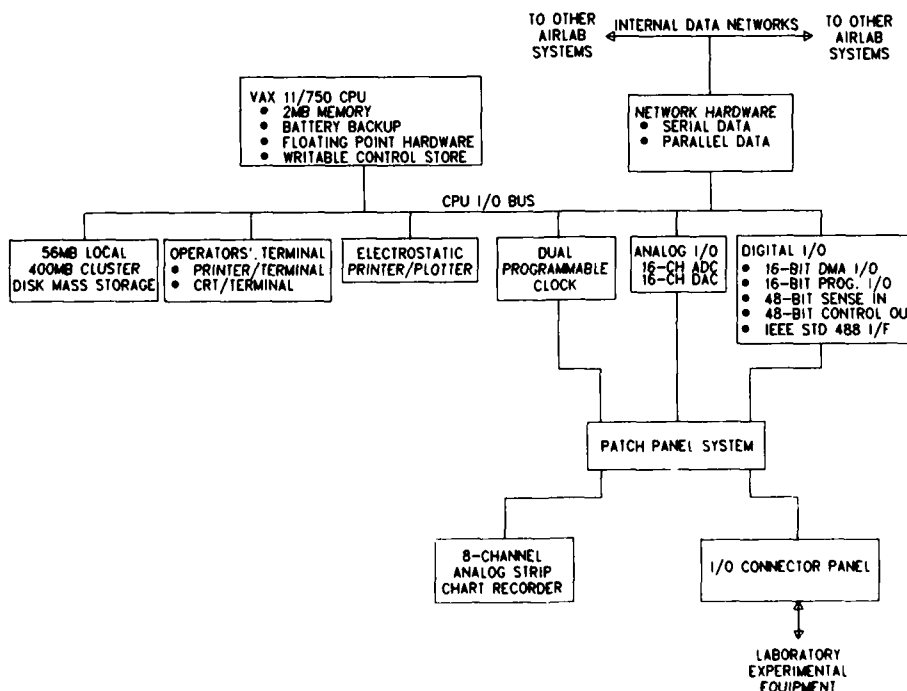 TO OTHER
AIRLAB
SYSTEMS
INTERNAL DATA NETWORKS
TO OTHER
AIRLAB
SYSTEMS
VAX 11/750 CPU
● 2MB MEMORY
● BATTERY BACKUP
● FLOATING POINT HARDWARE
● WRITABLE CONTROL STORE
NETWORK HARDWARE
● SERIAL DATA
● PARALLEL DATA
CPU I/O BUS
56MB LOCAL
400MB CLUSTER
DISK MASS STORAGE
OPERATORS'. TERMINAL
● PRINTER/TERMINAL
● CRT/TERMINAL
ELECTROSTATIC
PRINTER/PLOTTER
DUAL
PROGRAMMABLE
CLOCK
ANALOG I/O
16-CH ADC
16-CH DAC
DIGITAL I/O
● 16-BIT DMA I/O
● 16-BIT PROG. I/O
● 48-BIT SENSE IN
● 48-BIT CONTROL OU
● IEEE STD 488 I/F
PATCH PANEL SYSTEM
8-CHANNEL
ANALOG STRIP
CHART RECORDER
I/O CONNECTOR PANEL
LABORATORY
EXPERIMENTAL
EQUIPMENT